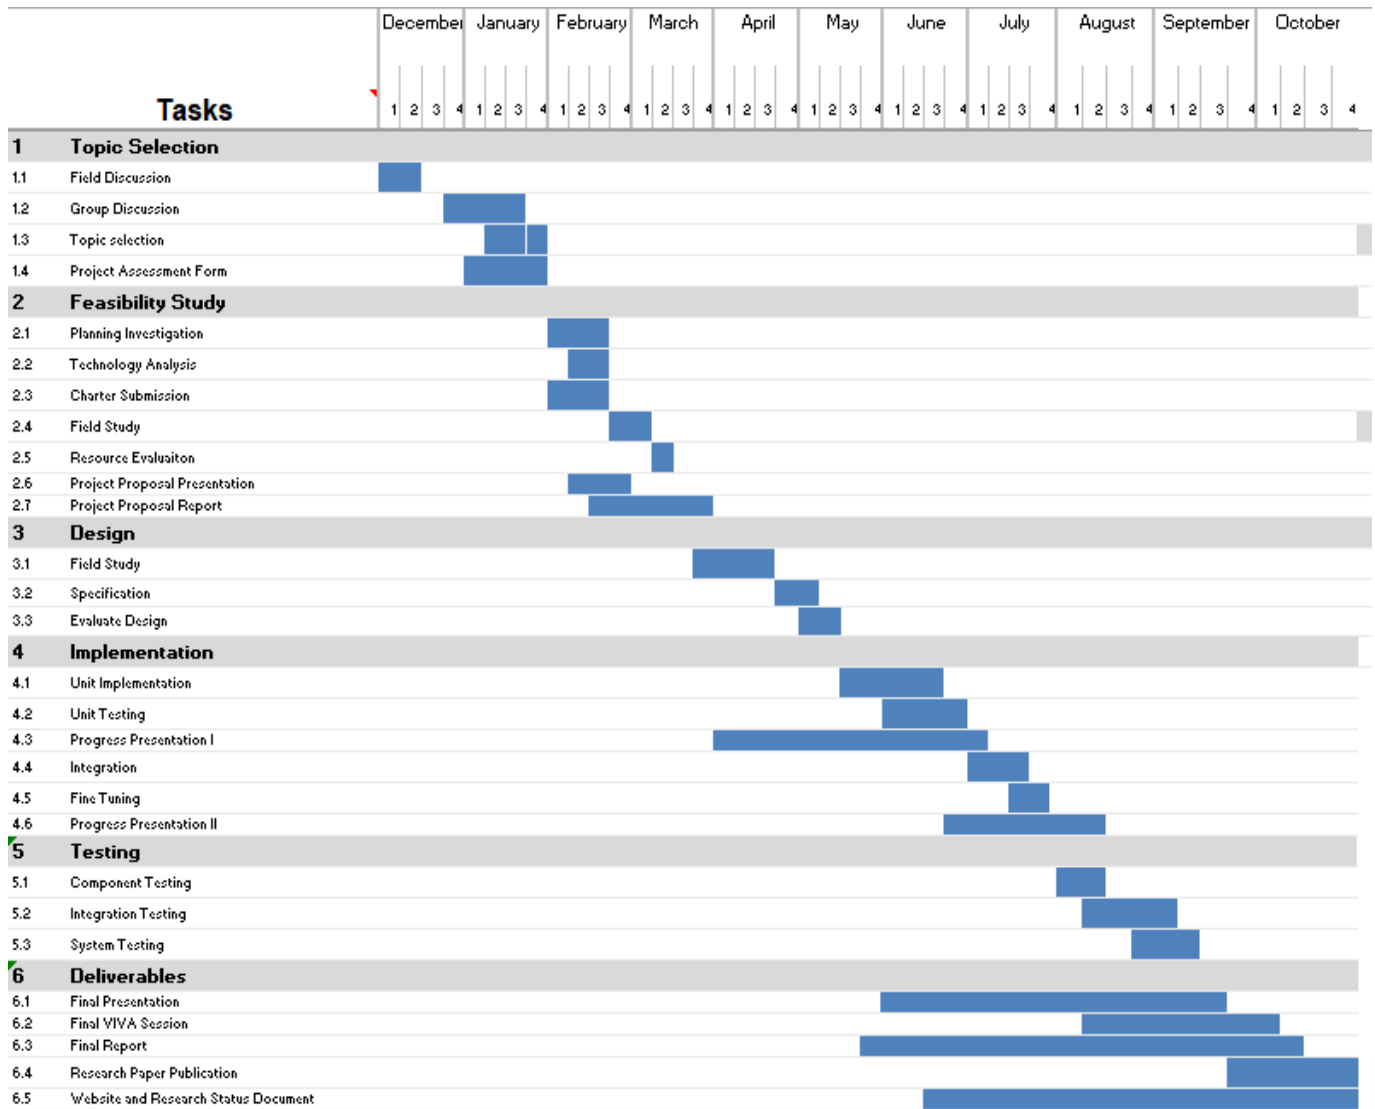 December January February March April May June July August September October
Tasks 1 2 3 4 1 2 3 4 1 2 3 4 1 2 3 4 1 2 3 4 1 2 3 4 1 2 3 4 1 2 3 4 1 2 3 4 1 2 3 4 1 2 3 4
1 Topic Selection
1.1 Field Discussion
1.2 Group Discussion
1.3 Topic selection
1.4 Project Assessment Form
2 Feasibility Study
2.1 Planning Investigation
2.2 Technology Analysis
2.3 Charter Submission
2.4 Field Study
2.5 Resource Evaluaiton
2.6 Project Proposal Presentation
2.7 Project Proposal Report
3 Design
3.1 Field Study
3.2 Specification
3.3 Evaluate Design
4 Implementation
4.1 Unit Implementation
4.2 Unit Testing
4.3 Progress Presentation I
4.4 Integration
4.5 Fine Tuning
4.6 Progress Presentation II
5 Testing
5.1 Component Testing
5.2 Integration Testing
5.3 System Testing
6 Deliverables
6.1 Final Presentation
6.2 Final VIVA Session
6.3 Final Report
6.4 Research Paper Publication
6.5 Website and Research Status Document